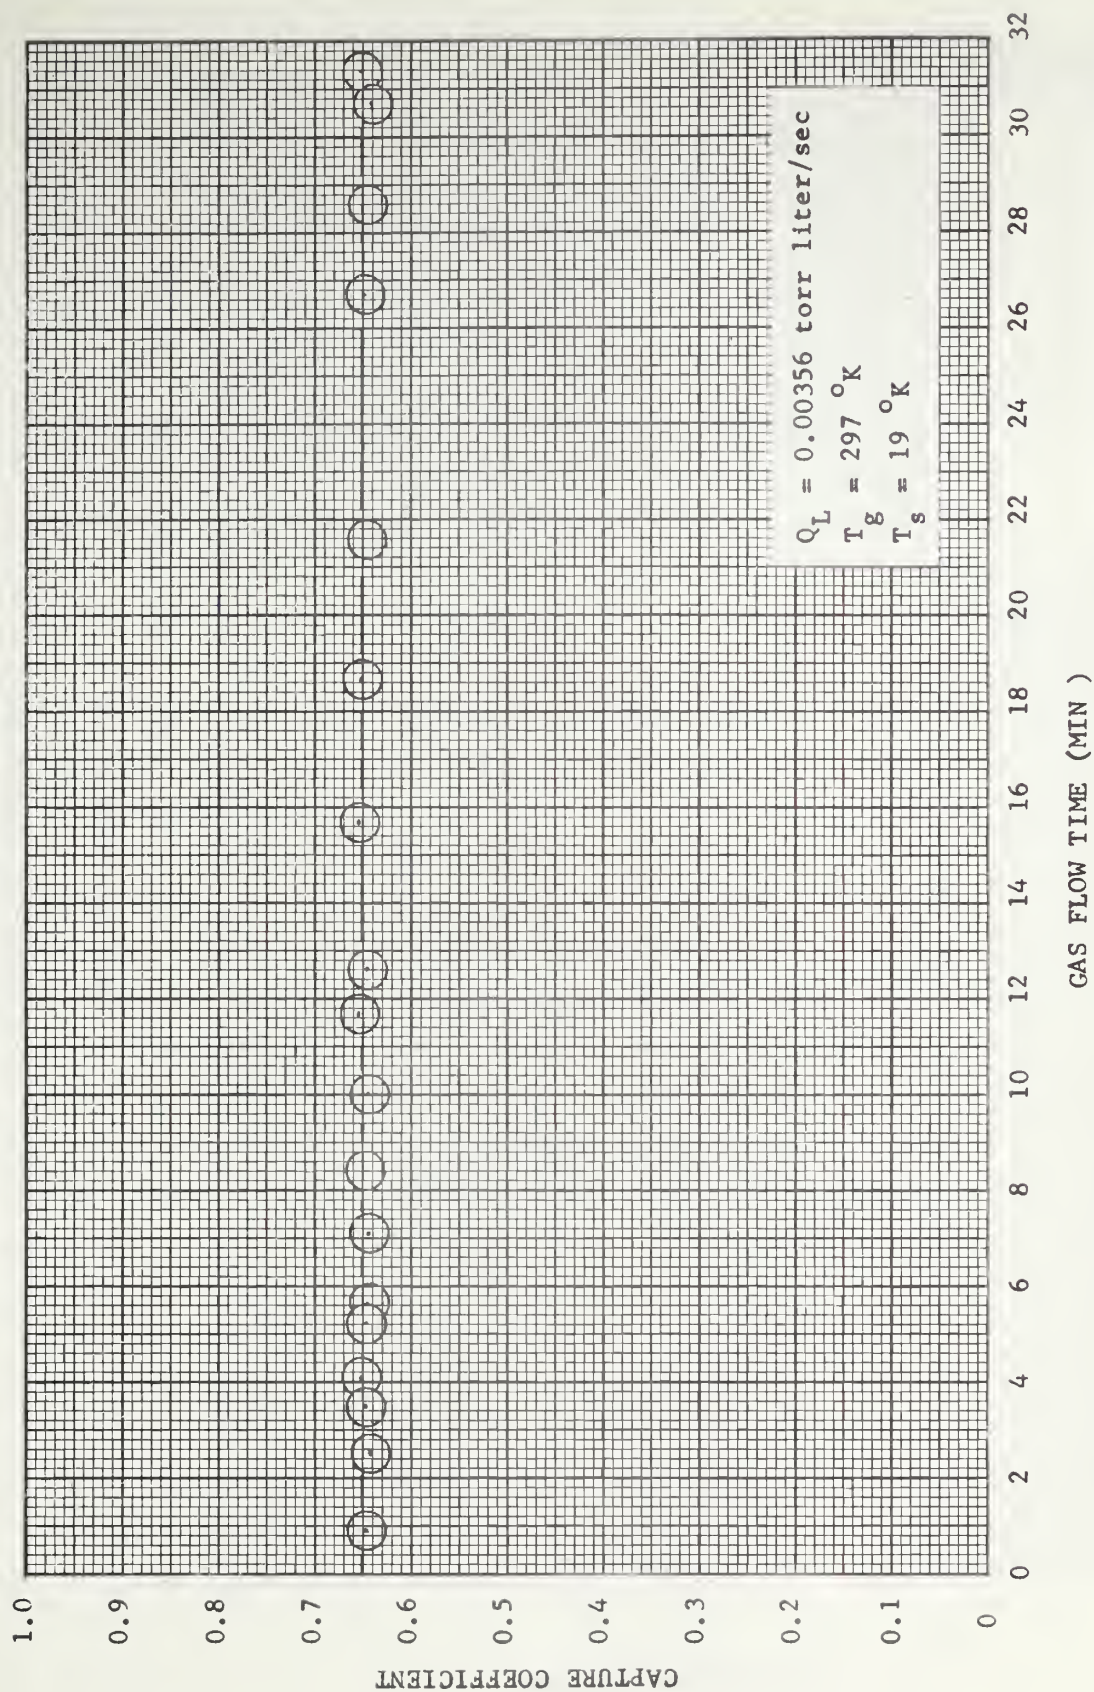 CAPTURE COEFFICIENT
1.0
0.9
0.8
0.7
0.6
0.5
0.4
0.3
0.2
0.1
0
Q_L = 0.00356 torr liter/sec
T_g = 297 °K
T_s = 19 °K
0 2 4 6 8 10 12 14 16 18 20 22 24 26 28 30 32
GAS FLOW TIME (MIN )